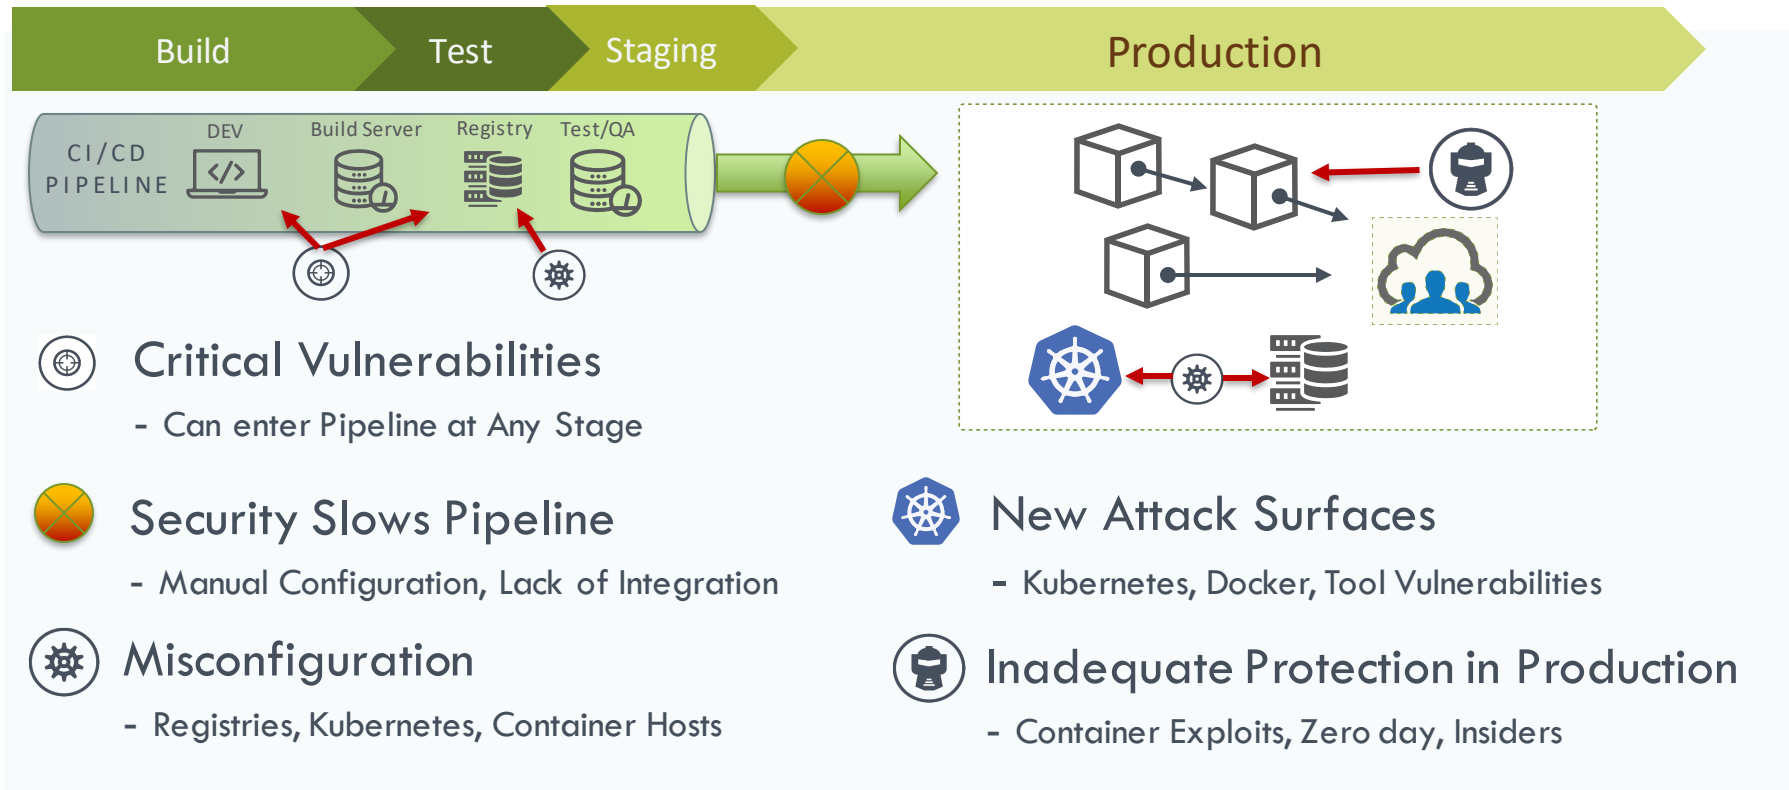 Build
Test
Staging
Production
CI/CD
PIPELINE
DEV
Build Server
Registry
Test/QA
Critical Vulnerabilities
- Can enter Pipeline at Any Stage
Security Slows Pipeline
- Manual Configuration, Lack of Integration
Misconfiguration
- Registries, Kubernetes, Container Hosts
New Attack Surfaces
- Kubernetes, Docker, Tool Vulnerabilities
Inadequate Protection in Production
- Container Exploits, Zero day, Insiders